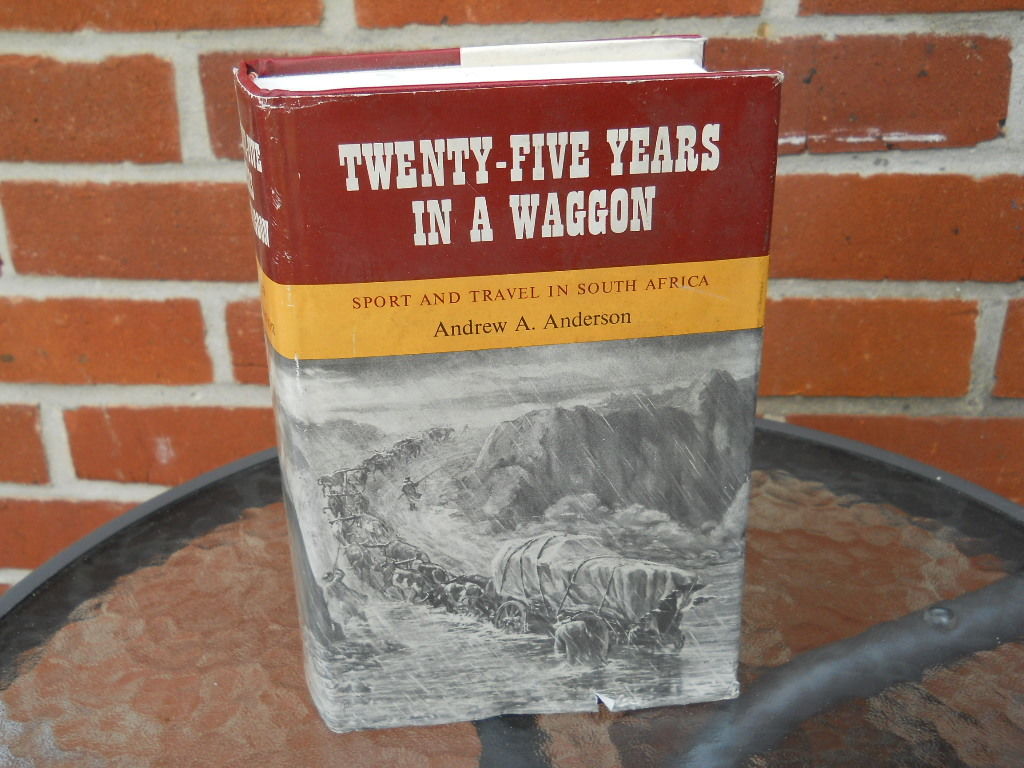 TWENTY-FIVE YEARS
IN A WAGGON
SPORT AND TRAVEL IN SOUTH AFRICA
Andrew A. Anderson